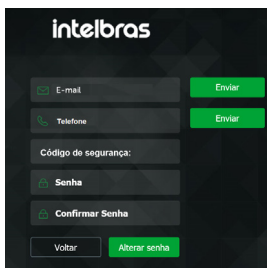 intelbras
E-mail
Enviar
Telefone
Enviar
Código de segurança:
Senha
Confirmar Senha
Voltar
Alterar senha